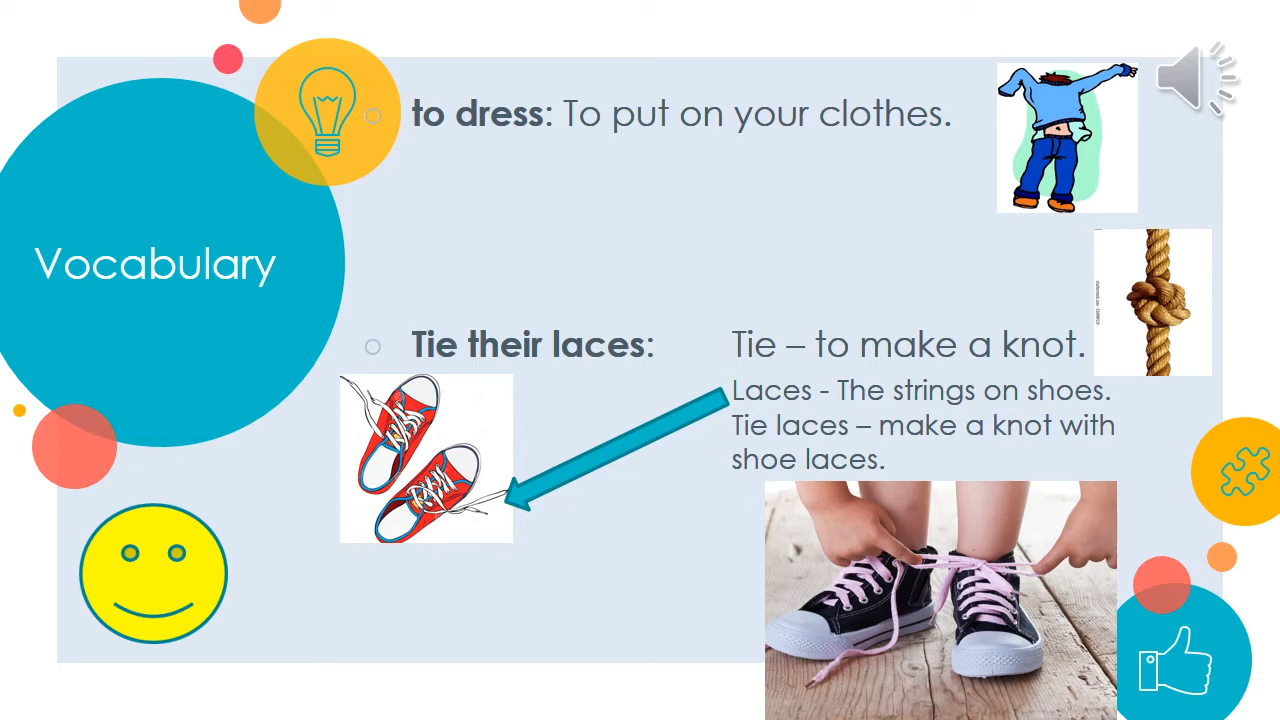 Vocabulary
to dress: To put on your clothes.
Tie their laces: Tie – to make a knot.
Laces - The strings on shoes.
Tie laces – make a knot with
shoe laces.